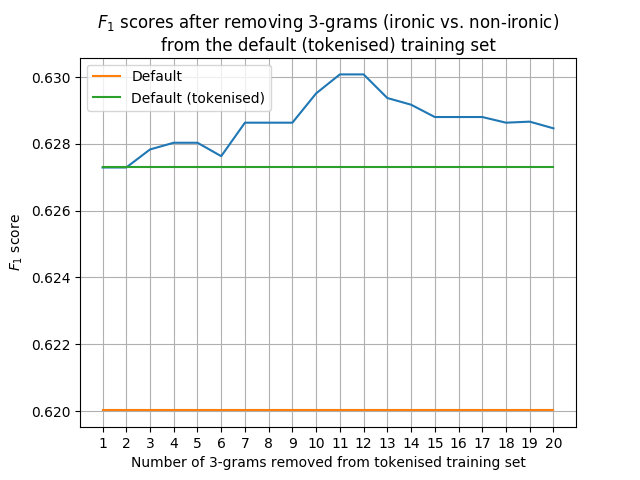 F1 scores after removing 3-grams (ironic vs. non-ironic)
from the default (tokenised) training set
Default
Default (tokenised)
F1 score
0.630
0.628
0.626
0.624
0.622
0.620
1 2 3 4 5 6 7 8 9 10 11 12 13 14 15 16 17 18 19 20
Number of 3-grams removed from tokenised training set